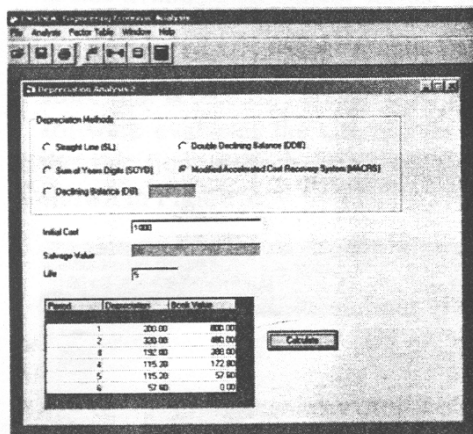 Engineering Economic Analysis
File Analysis Factor Table Window Help
Depreciation Analysis 2
Depreciation Methods
Straight Line (SL) Double Declining Balance (DDB)
Sum of Years Digits (SOYD) Modified Accelerated Cost Recovery System (MACRS)
Declining Balance (DB)
Initial Cost 1000
Salvage Value
Life 5
Period Depreciation Book Value
1 200.00 800.00
2 320.00 480.00
3 192.00 288.00
4 115.20 172.80
Calculate
5 115.20 57.60
6 57.60 0.00